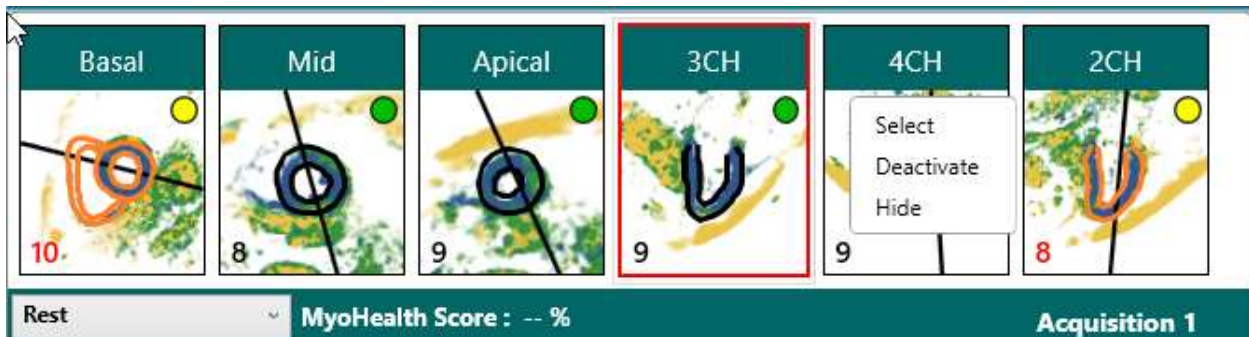 Basal Mid Apical 3CH 4CH 2CH
Select
Deactivate
Hide
10 8 9 9 9 8
Rest MyoHealth Score : -- % Acquisition 1